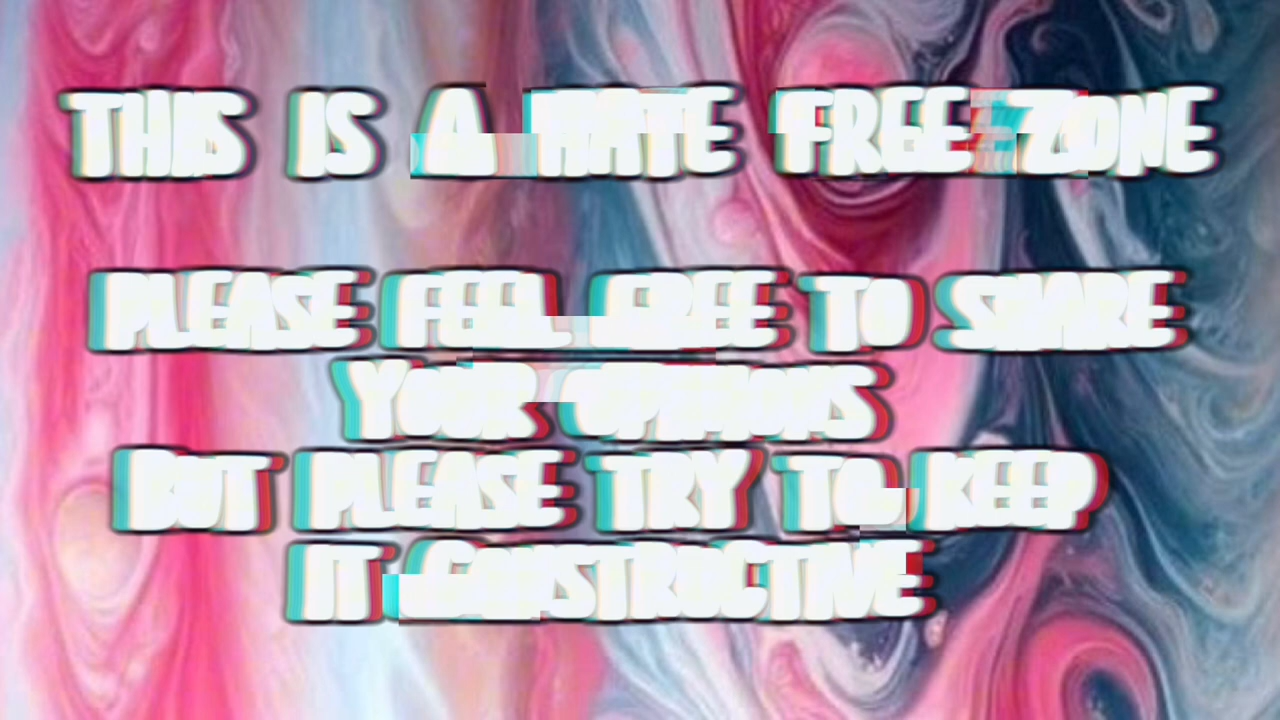 THIS IS A HATE FREE ZONE
PLEASE FEEL FREE TO SHARE
YOUR OPINIONS
BUT PLEASE TRY TO KEEP
IT CONSTRUCTIVE